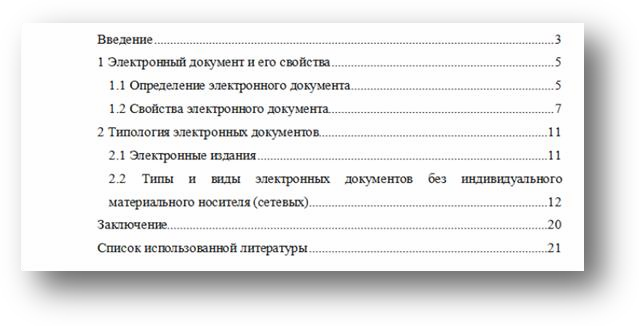 Введение....................................................................................................................3
1 Электронный документ и его свойства..............................................................5
1.1 Определение электронного документа.......................................................5
1.2 Свойства электронного документа..............................................................7
2 Типология электронных документов................................................................11
2.1 Электронные издания..................................................................................11
2.2 Типы и виды электронных документов без индивидуального
материального носителя (сетевых)..................................................................12
Заключение..............................................................................................................20
Список использованной литературы.....................................................................21